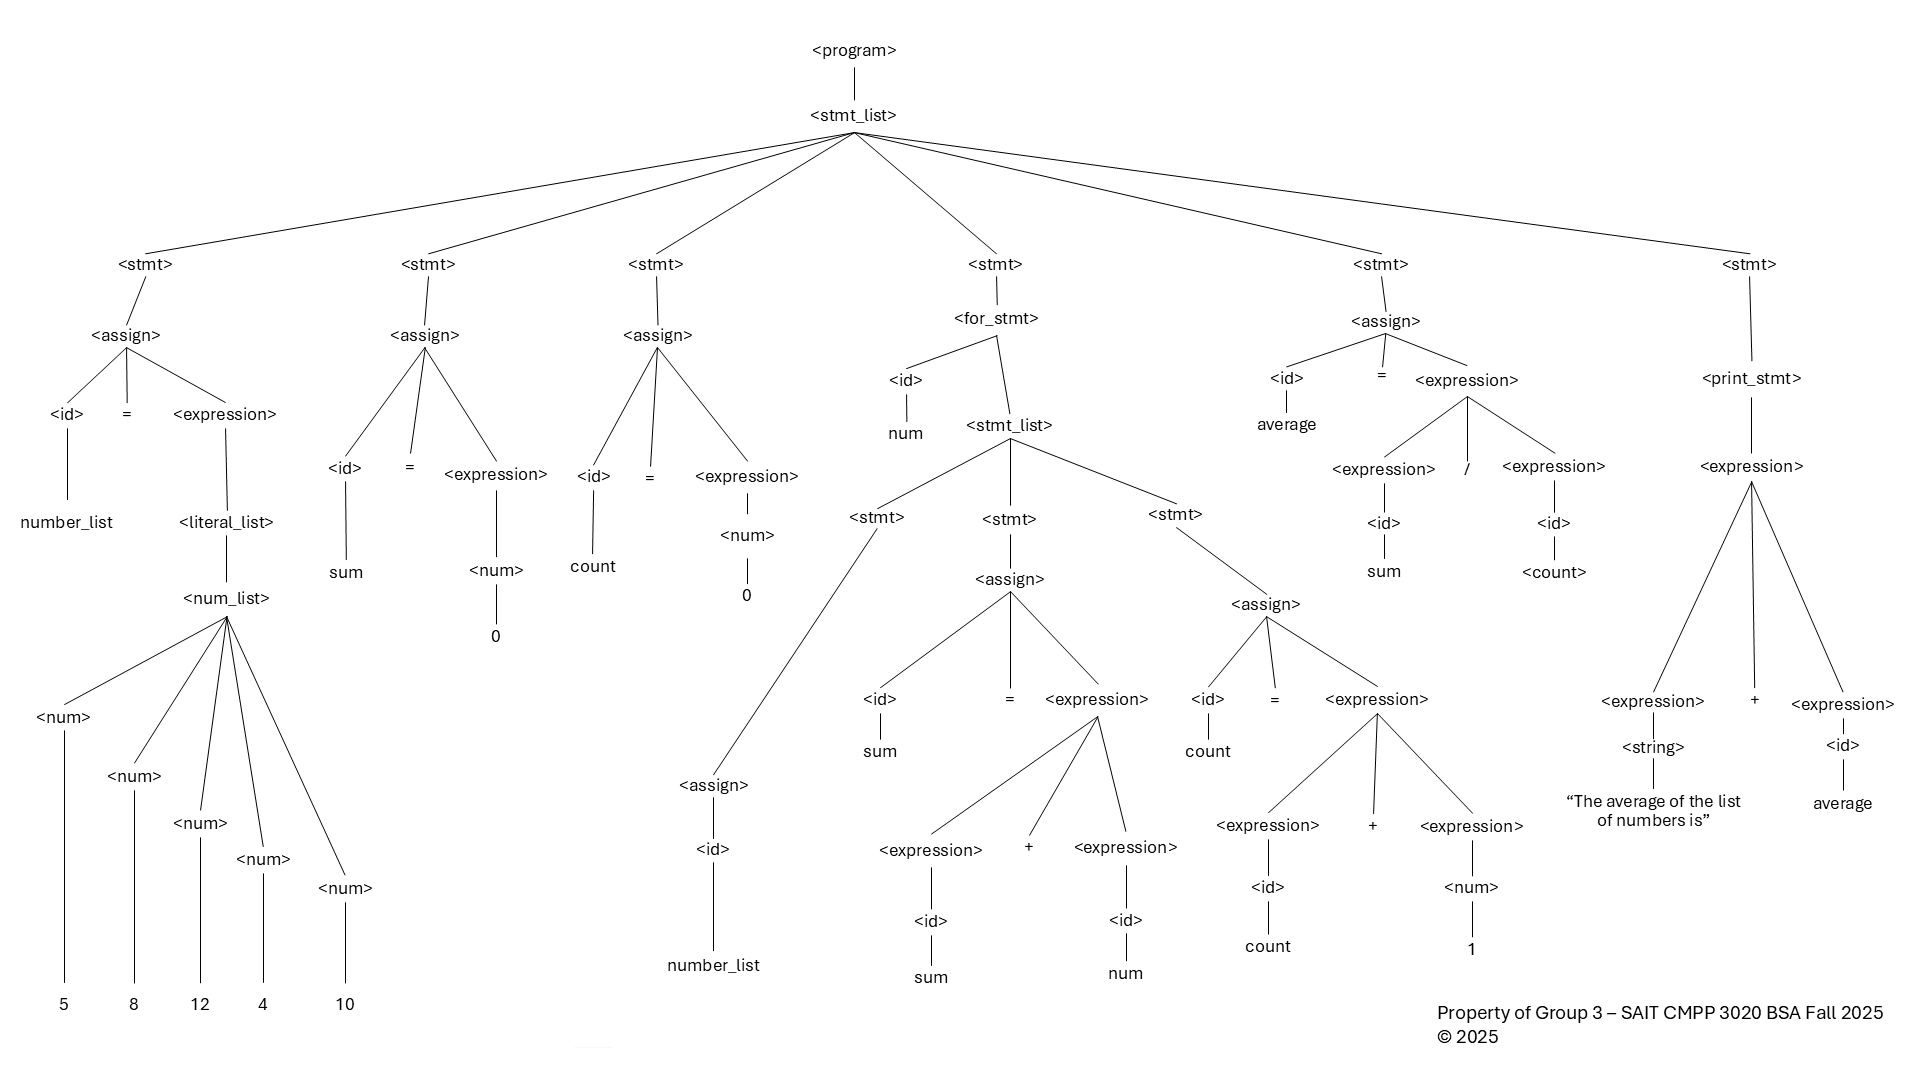 <program>
<stmt_list>
<stmt> <stmt> <stmt> <stmt> <stmt> <stmt>
<for_stmt>
<assign>
<assign> <assign> <assign>
<id> = <expression>
<id>
<print_stmt>
<id> = <expression>
average
<stmt_list>
num
<id> = <expression>
<id> = <expression>
<expression> / <expression>
<expression>
number_list <literal_list>
<stmt> <stmt> <stmt>
<id> <id>
<num>
count
sum <num>
sum <count>
<assign>
0
<num_list>
<assign>
0
<id> = <expression>
<id> = <expression>
<expression> + <expression>
<num>
sum
count
<string> <id>
<num>
<assign>
“The average of the list
of numbers is”
average
<num>
<expression> + <expression>
<id>
<expression> + <expression>
<num>
<num>
<id> <num>
<id> <id>
count 1
number_list
sum num
5 8 12 4 10
Property of Group 3 – SAIT CMPP 3020 BSA Fall 2025
© 2025